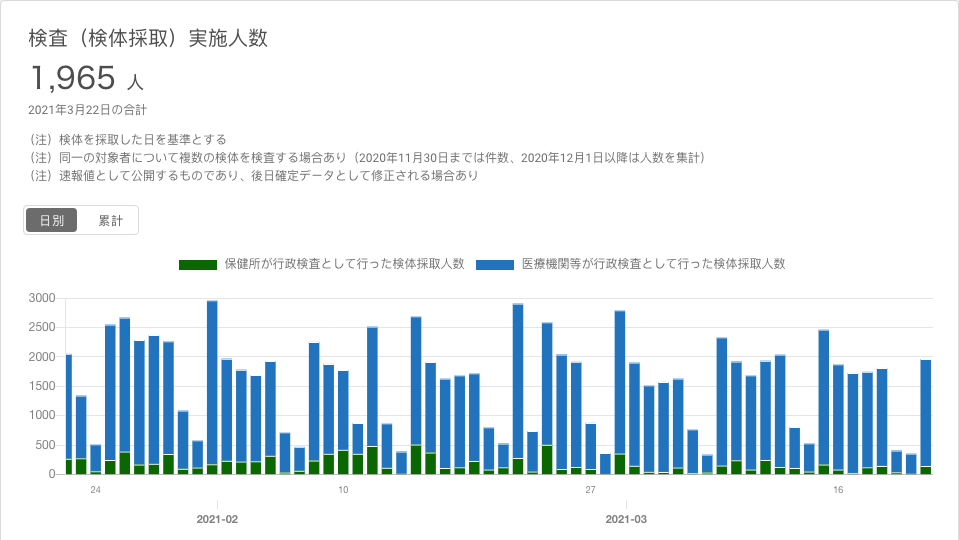 検査（検体採取）実施人数
1,965 人
2021年3月22日の合計
（注）検体を採取した日を基準とする
（注）同一の対象者について複数の検体を検査する場合あり（2020年11月30日までは件数、2020年12月1日以降は人数を集計）
（注）速報値として公開するものであり、後日確定データとして修正される場合あり
日別 累計
保健所が行政検査として行った検体採取人数 医療機関等が行政検査として行った検体採取人数
3000
2500
2000
1500
1000
500
0
24 10 27 16
2021-02 2021-03